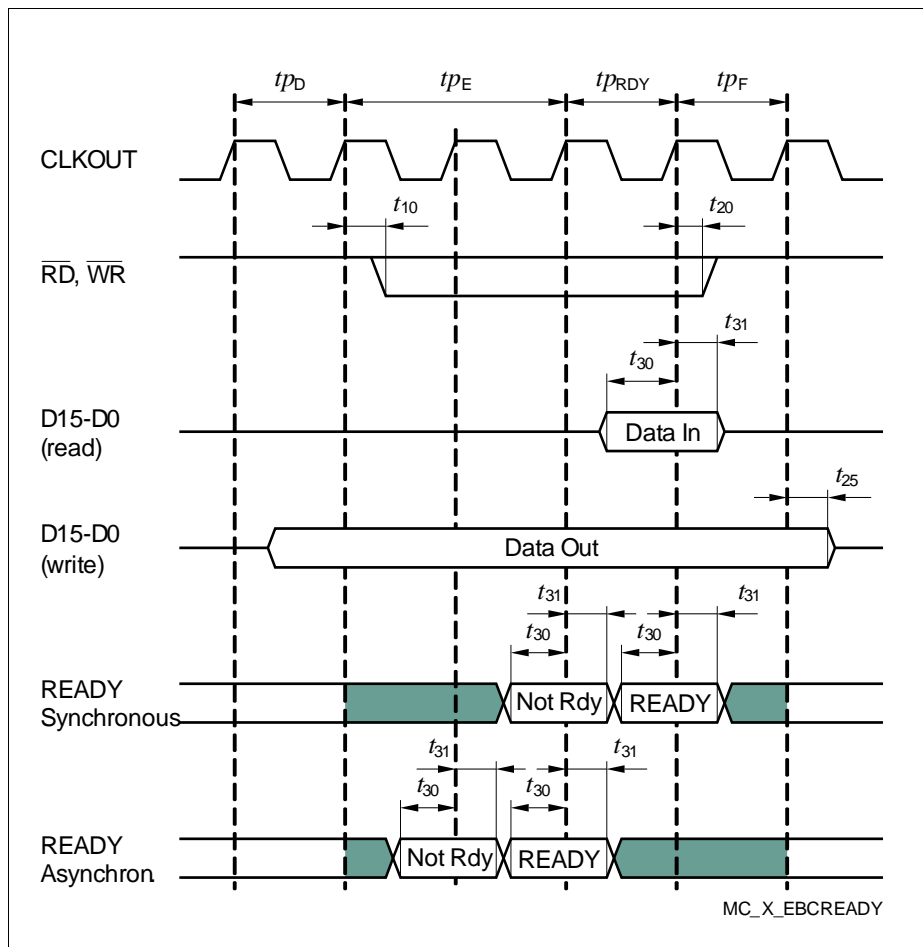 tpD tpE tpRDY tpF
CLKOUT
t10 t20
RD, WR
t31
t30
D15-D0
(read)
Data In
t25
D15-D0
(write)
Data Out
t31 t31
t30 t30
READY
Synchronous
Not Rdy READY
t31 t31
t30 t30
READY
Asynchron.
Not Rdy READY
MC_X_EBCREADY